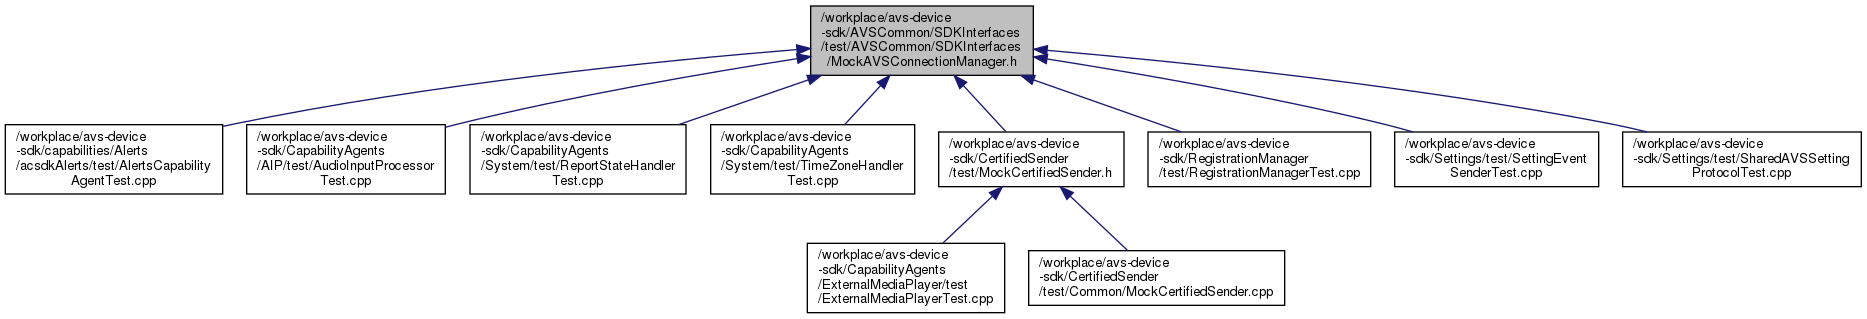 /workplace/avs-device
-sdk/AVSCommon/SDKInterfaces
/test/AVSCommon/SDKInterfaces
/MockAVSConnectionManager.h
/workplace/avs-device
-sdk/capabilities/Alerts
/acsdkAlerts/test/AlertsCapability
AgentTest.cpp
/workplace/avs-device
-sdk/CapabilityAgents
/AIP/test/AudioInputProcessor
Test.cpp
/workplace/avs-device
-sdk/CapabilityAgents
/System/test/ReportStateHandler
Test.cpp
/workplace/avs-device
-sdk/CapabilityAgents
/System/test/TimeZoneHandler
Test.cpp
/workplace/avs-device
-sdk/CertifiedSender
/test/MockCertifiedSender.h
/workplace/avs-device
-sdk/RegistrationManager
/test/RegistrationManagerTest.cpp
/workplace/avs-device
-sdk/Settings/test/SettingEvent
SenderTest.cpp
/workplace/avs-device
-sdk/Settings/test/SharedAVSSetting
ProtocolTest.cpp
/workplace/avs-device
-sdk/CapabilityAgents
/ExternalMediaPlayer/test
/ExternalMediaPlayerTest.cpp
/workplace/avs-device
-sdk/CertifiedSender
/test/Common/MockCertifiedSender.cpp